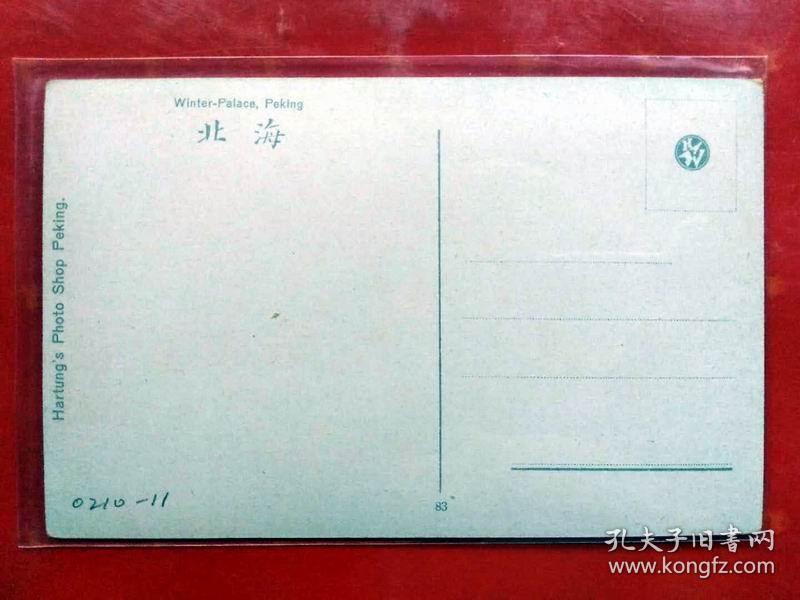 Winter-Palace, Peking
北海
Hartung's Photo Shop Peking.
0210-11
83
孔夫子旧书网
www.kongfz.com